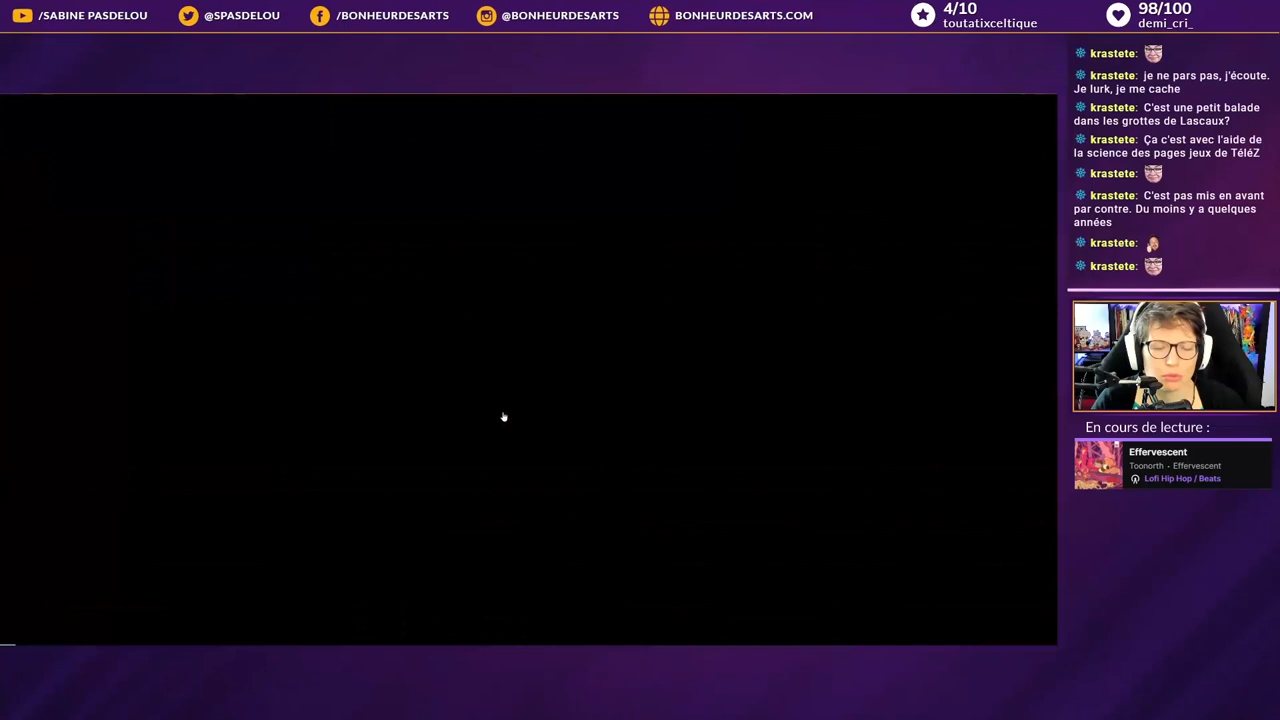 /SABINE PASDELOU
@SPASDELOU
/BONHEURDESARTS
@BONHEURDESARTS
BONHEURDESARTS.COM
4/10
toutatixceltique
98/100
demi_cri_
krastete:
krastete: je ne pars pas, j'écoute.
Je lurk, je me cache
krastete: C'est une petit balade
dans les grottes de Lascaux?
krastete: Ça c'est avec l'aide de
la science des pages jeux de TéléZ
krastete:
krastete: C'est pas mis en avant
par contre. Du moins y a quelques
années
krastete:
krastete:
En cours de lecture :
Effervescent
Toonorth • Effervescent
Lofi Hip Hop / Beats